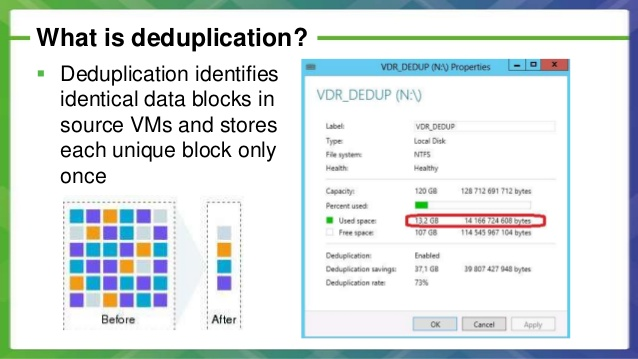 What is deduplication?
Deduplication identifies
identical data blocks in
source VMs and stores
each unique block only
once
Before
After
VDR_DEDUP (N:\) Properties
VDR_DEDUP (N:\)
Label: VDR_DEDUP
Type: Local Disk
File system: NTFS
Health: Healthy
Capacity: 120 GB 128 712 691 712 bytes
Percent used:
Used space: 13,2 GB 14 166 724 608 bytes
Free space: 107 GB 114 545 967 104 bytes
Deduplication: Enabled
Deduplication savings: 37,1 GB 39 807 427 948 bytes
Deduplication rate: 73%
OK Cancel Apply